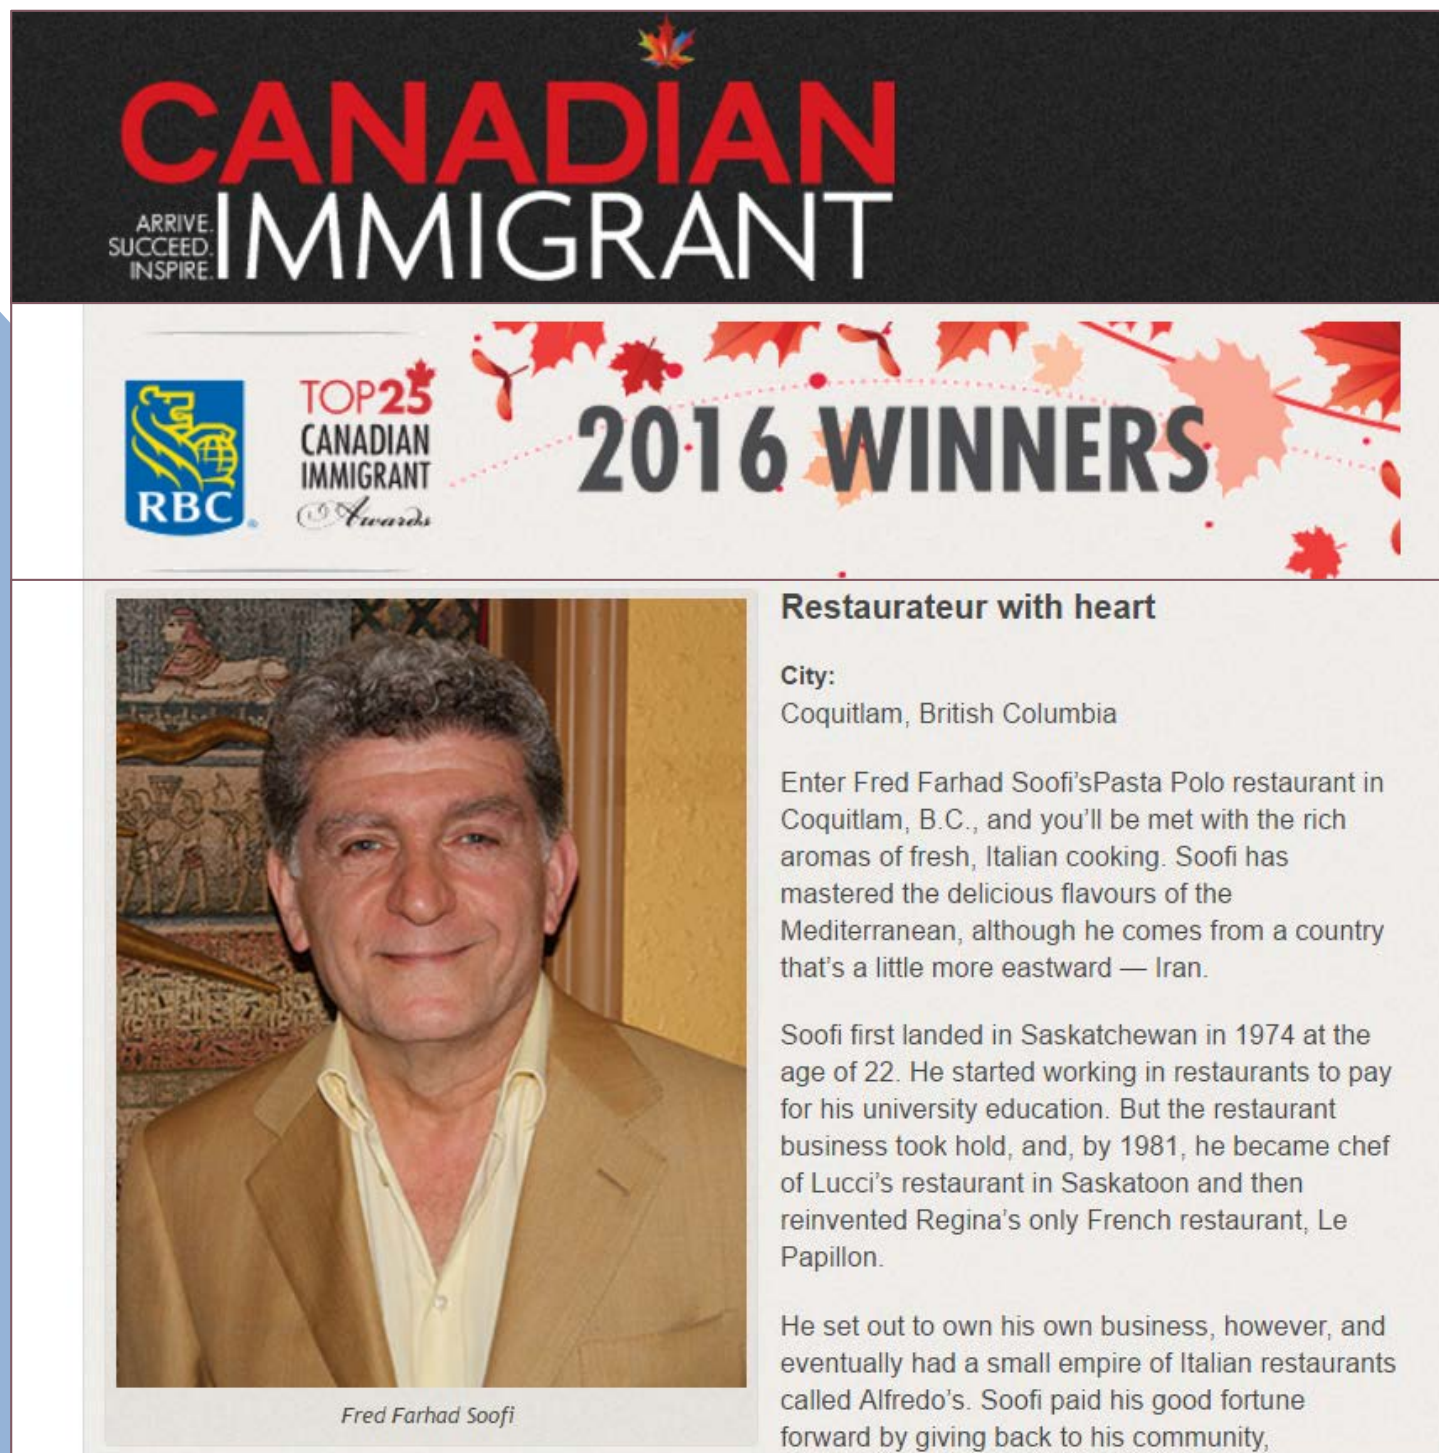 CANADIAN
ARRIVE.
SUCCEED.
INSPIRE.
IMMIGRANT
RBC
TOP25
CANADIAN
IMMIGRANT
Awards
2016 WINNERS
Restaurateur with heart
City:
Coquitlam, British Columbia
Enter Fred Farhad Soofi'sPasta Polo restaurant in
Coquitlam, B.C., and you'll be met with the rich
aromas of fresh, Italian cooking. Soofi has
mastered the delicious flavours of the
Mediterranean, although he comes from a country
that's a little more eastward — Iran.
Soofi first landed in Saskatchewan in 1974 at the
age of 22. He started working in restaurants to pay
for his university education. But the restaurant
business took hold, and, by 1981, he became chef
of Lucci's restaurant in Saskatoon and then
reinvented Regina's only French restaurant, Le
Papillon.
He set out to own his own business, however, and
eventually had a small empire of Italian restaurants
called Alfredo's. Soofi paid his good fortune
forward by giving back to his community,
Fred Farhad Soofi